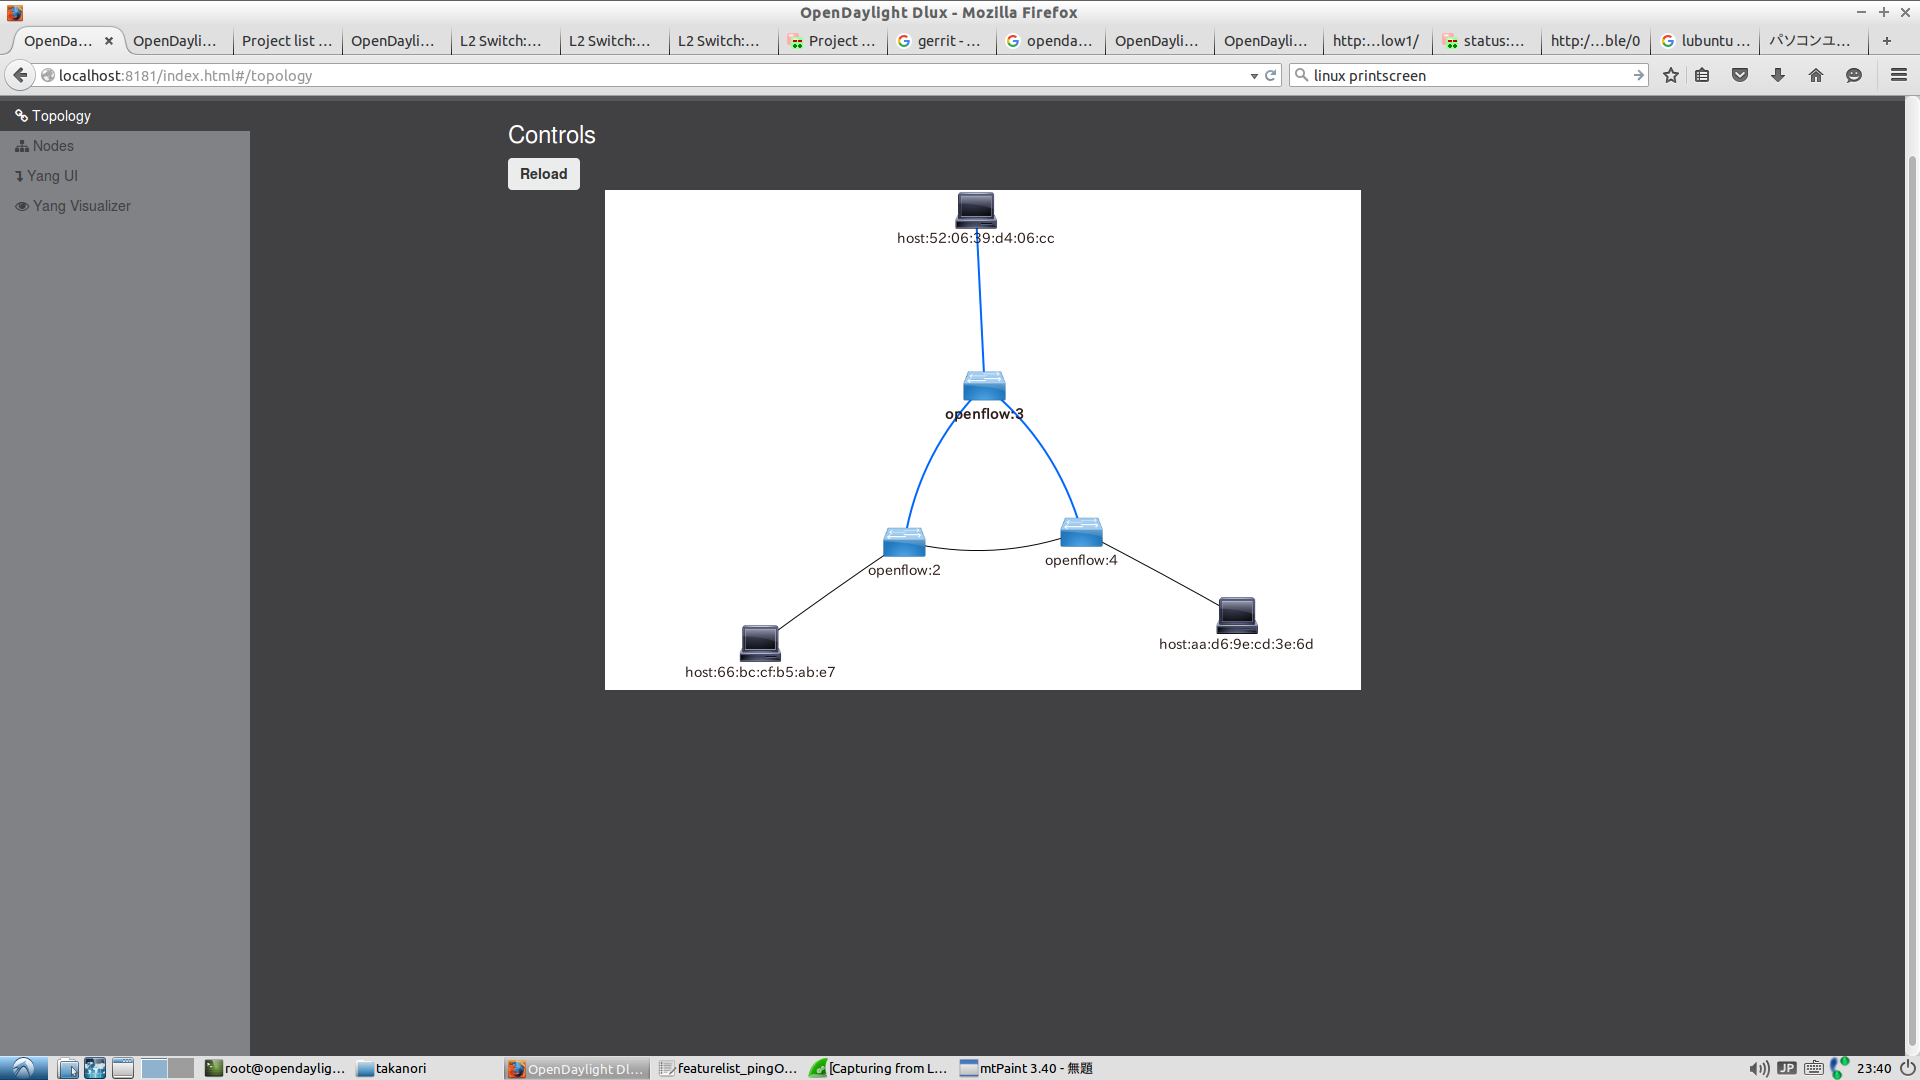 OpenDaylight Dlux - Mozilla Firefox
OpenDa... OpenDayli... Project list ... OpenDayli... L2 Switch:... L2 Switch:... L2 Switch:... Project ... gerrit - ... openda... OpenDayli... OpenDayli... http:...low1/ status:... http:/...ble/0 lubuntu ... パソコンユ...
localhost:8181/index.html#/topology
linux printscreen
Topology
Nodes
Yang UI
Yang Visualizer
Controls
Reload
host:52:06:39:d4:06:cc
openflow:3
openflow:2
openflow:4
host:66:bc:cf:b5:ab:e7
host:aa:d6:9e:cd:3e:6d
root@opendaylig... takanori OpenDaylight Dl... featurelist_pingO... [Capturing from L... mtPaint 3.40 - 無題 JP 23:40